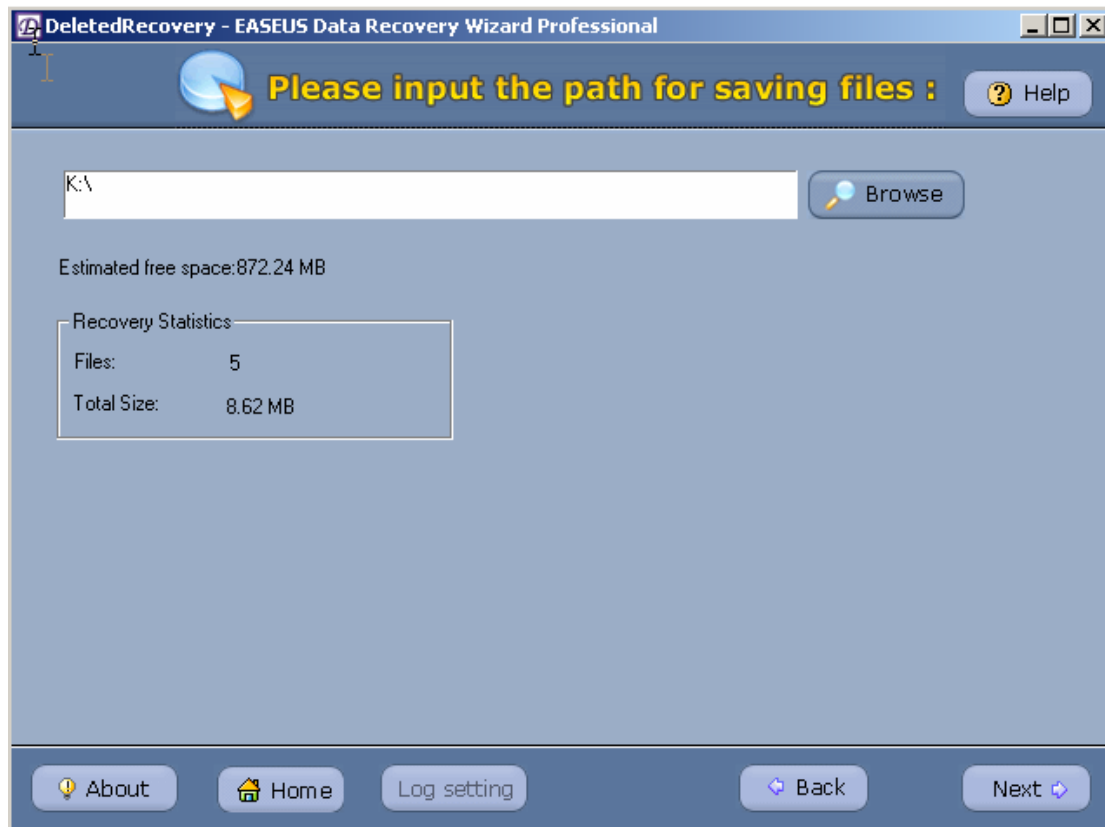 DeletedRecovery - EASEUS Data Recovery Wizard Professional
Please input the path for saving files :
Help
K:\
Browse
Estimated free space:872.24 MB
Recovery Statistics
Files: 5
Total Size: 8.62 MB
About
Home
Log setting
Back
Next